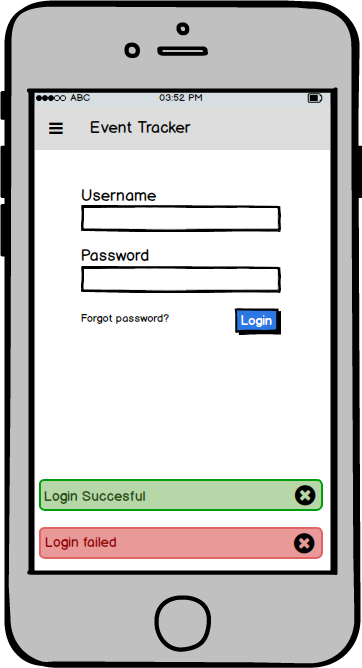 ABC 03:52 PM
Event Tracker
Username
Password
Forgot password? Login
Login Succesful
Login failed